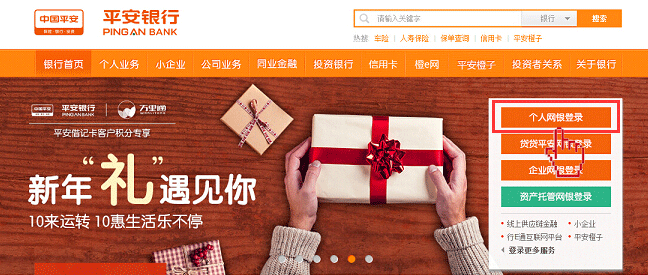 中国平安
保险·银行·投资
平安银行
PING AN BANK
请输入关键字
银行
搜索
热搜 车险 人寿保险 保单查询 信用卡 平安橙子
银行首页 个人业务 小企业 公司业务 同业金融 投资银行 信用卡 橙e网 平安橙子 投资者关系 关于银行
中国平安 平安银行 万里通
PING AN BANK
平安借记卡客户积分专享
新年“礼”遇见你
10来运转 10惠生活乐不停
个人网银登录
贷贷平安网银登录
企业网银登录
资产托管网银登录
线上供应链金融 小企业
行E通互联网平台 平安橙子
登录更多服务